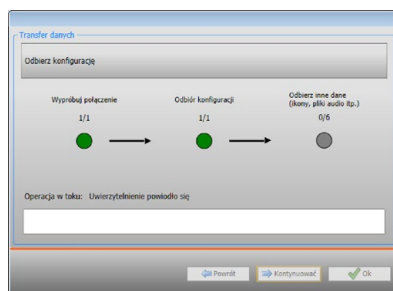 Transfer danych
Odbierz konfigurację
Wypróbuj połączenie
Odbiór konfiguracji
Odbierz inne dane
(ikony, pliki audio itp.)
1/1
1/1
0/6
Operacja w toku: Uwierzytelnienie powiodło się
Powrót
Kontynuować
Ok